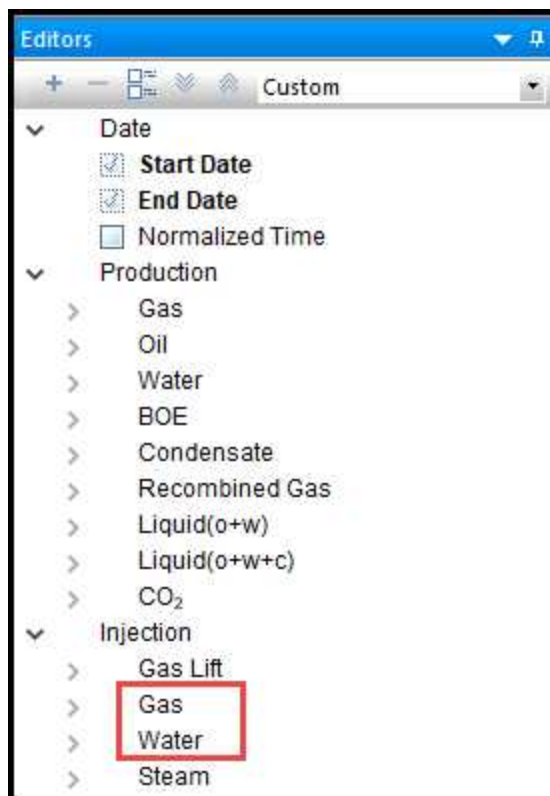 Editors
Custom
Date
Start Date
End Date
Normalized Time
Production
Gas
Oil
Water
BOE
Condensate
Recombined Gas
Liquid(o+w)
Liquid(o+w+c)
CO₂
Injection
Gas Lift
Gas
Water
Steam